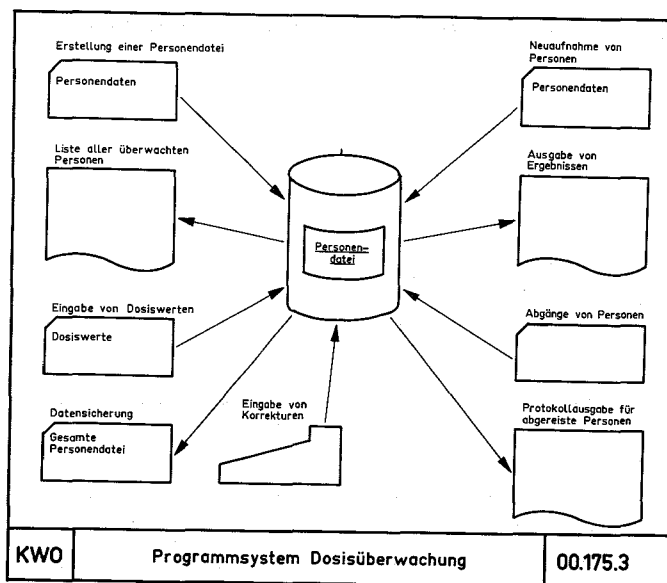 Erstellung einer Personendatei
Personendaten
Neuaufnahme von
Personen
Personendaten
Liste aller überwachten
Personen
Ausgabe von
Ergebnissen
Personen-
datei
Eingabe von Dosiswerten
Dosiswerte
Abgänge von Personen
Datensicherung
Gesamte
Personendatei
Eingabe von
Korrekturen
Protokollausgabe für
abgereiste Personen
KWO
Programmsystem Dosisüberwachung
00.175.3